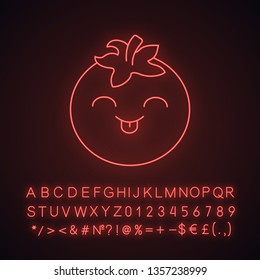 A B C D E F G H I J K L M N O P Q R S
T U V W X Y Z 0 1 2 3 4 5 6 7 8 9
* / \ < > « & №?!@%=+-$€£(.,)
shutterstock
IMAGE ID: 1357238999
www.shutterstock.com